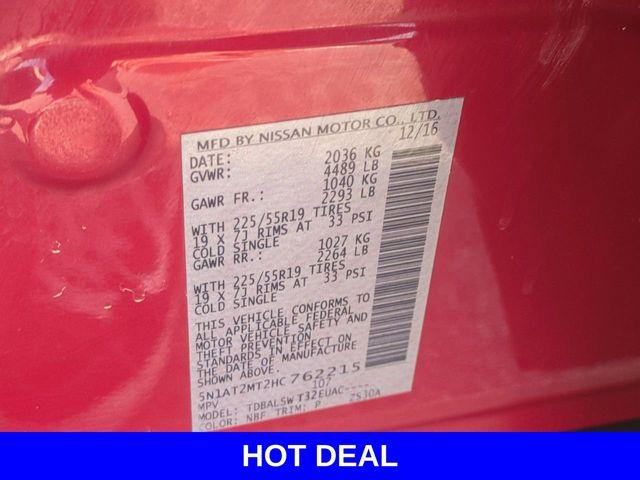 MFD BY NISSAN MOTOR CO., LTD.
DATE: 12/16
GVWR: 2036 KG
4489 LB
GAWR FR.: 1040 KG
2293 LB
WITH 225/55R19 TIRES
19 X 7J RIMS AT 33 PSI
COLD SINGLE
GAWR RR.: 1027 KG
2264 LB
WITH 225/55R19 TIRES
19 X 7J RIMS AT 33 PSI
COLD SINGLE
THIS VEHICLE CONFORMS TO
ALL APPLICABLE FEDERAL
MOTOR VEHICLE SAFETY AND
THEFT PREVENTION
STANDARDS IN EFFECT ON
THE DATE OF MANUFACTURE
SHOWN ABOVE.
5N1AT2MT2HC762215
MPV 107
MODEL: TDBALSWT32EUAC----
COLOR: NBF TRIM: P 2S30A
HOT DEAL